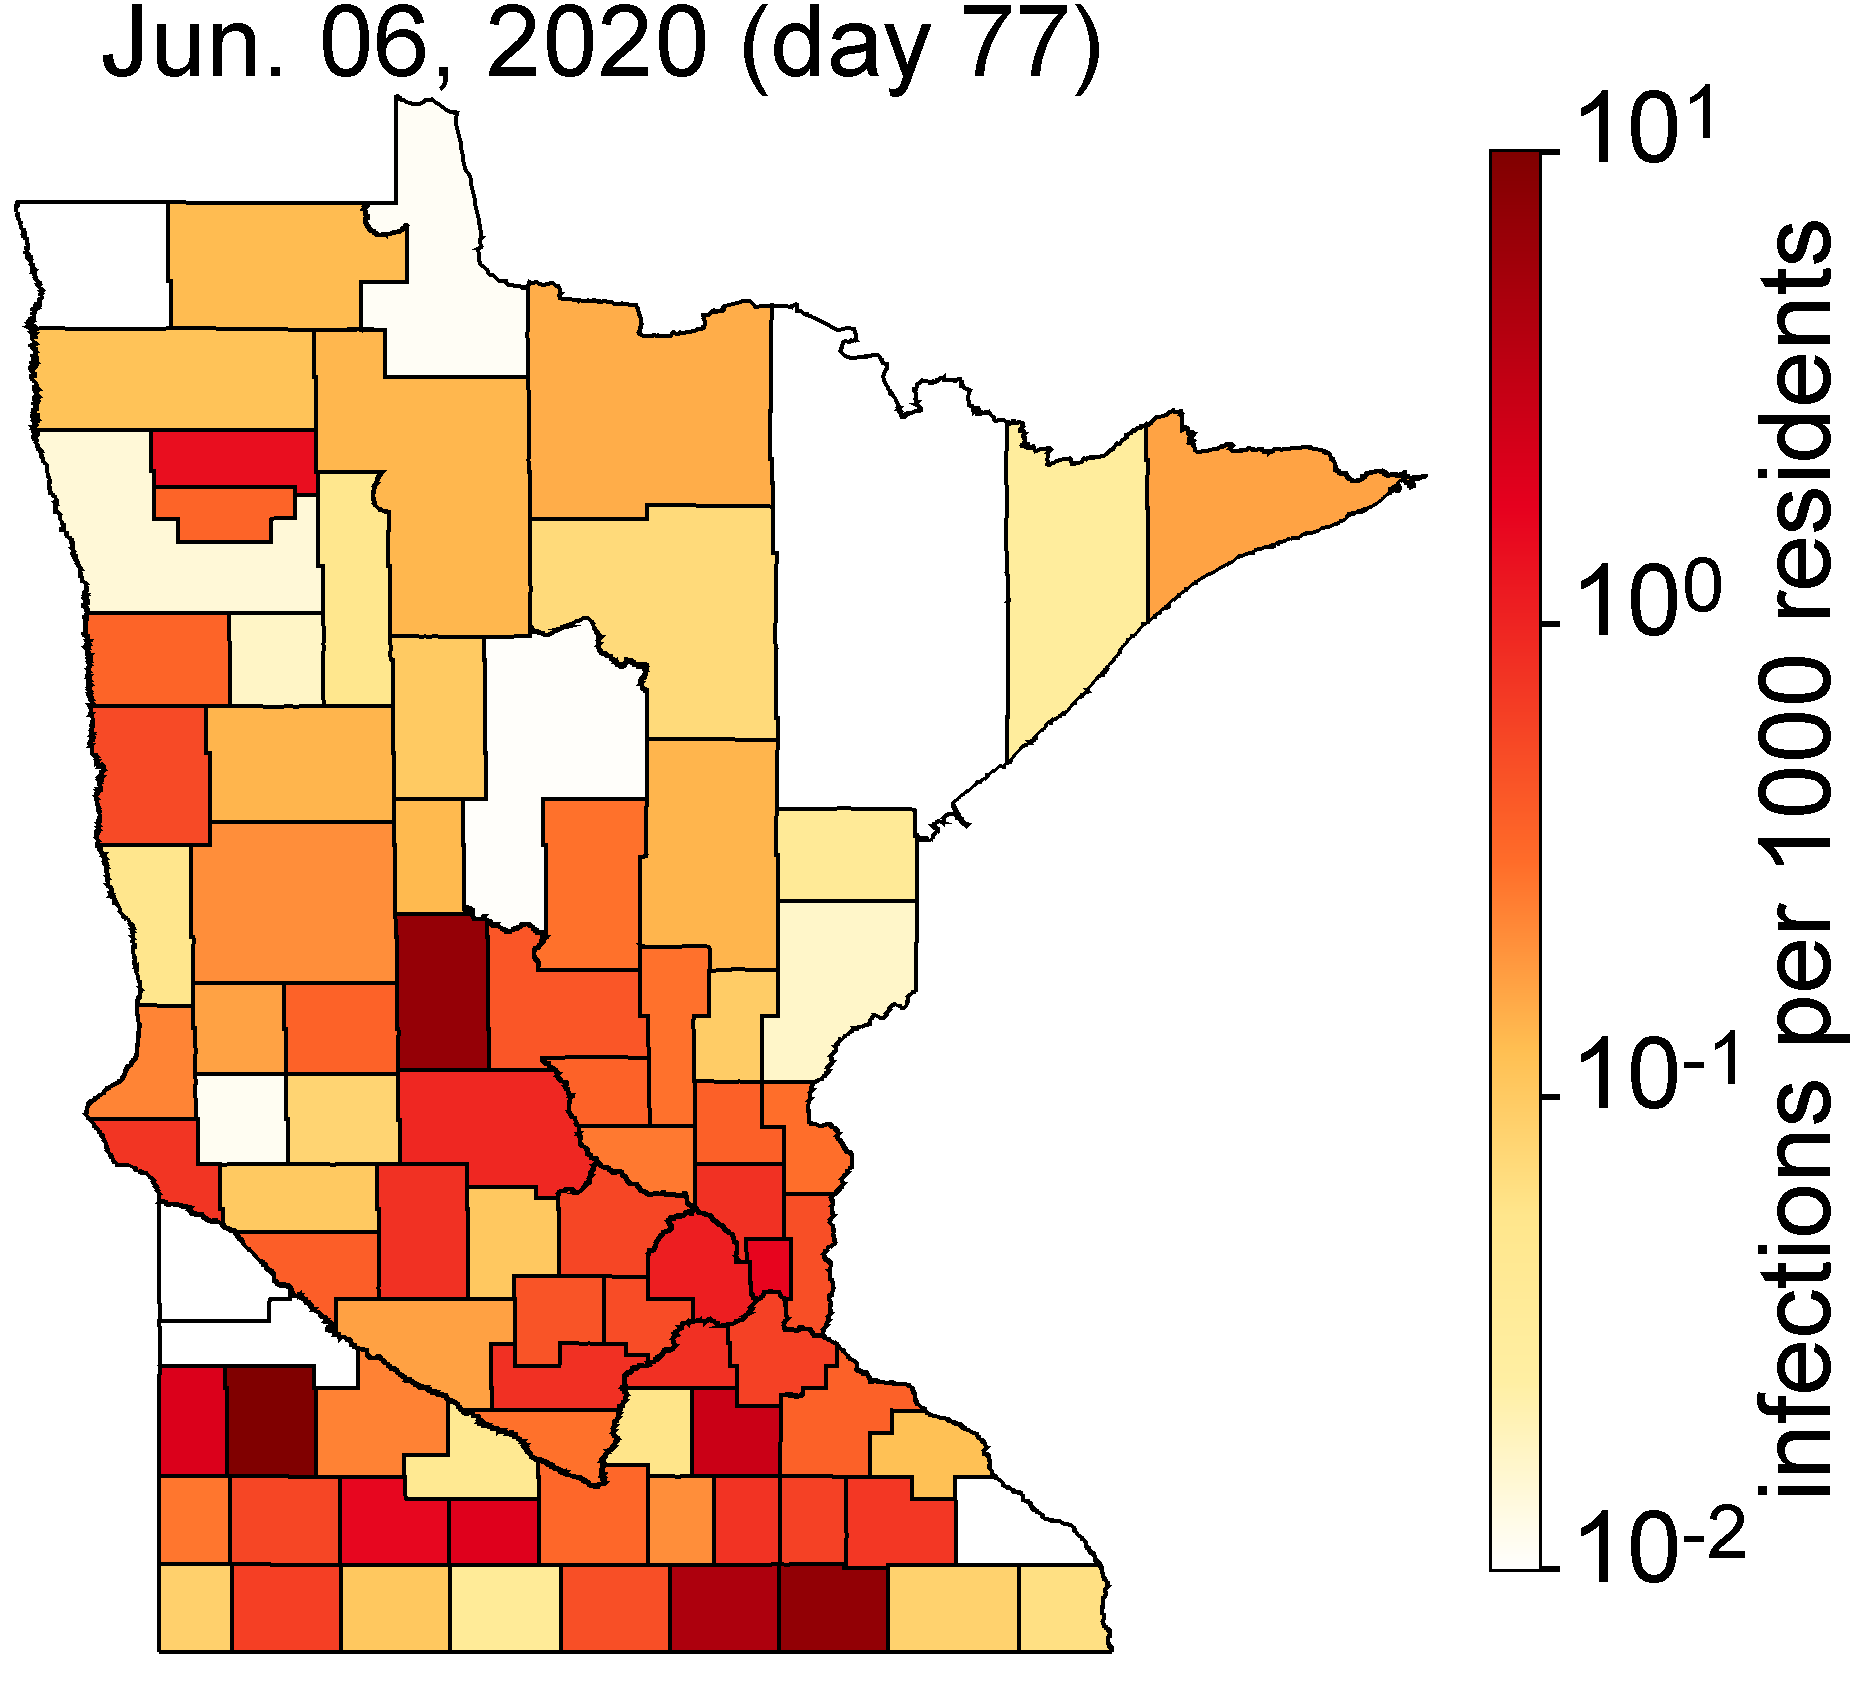 Jun. 06, 2020 (day 77)
10¹
10⁰
10⁻¹
10⁻²
infections per 1000 residents